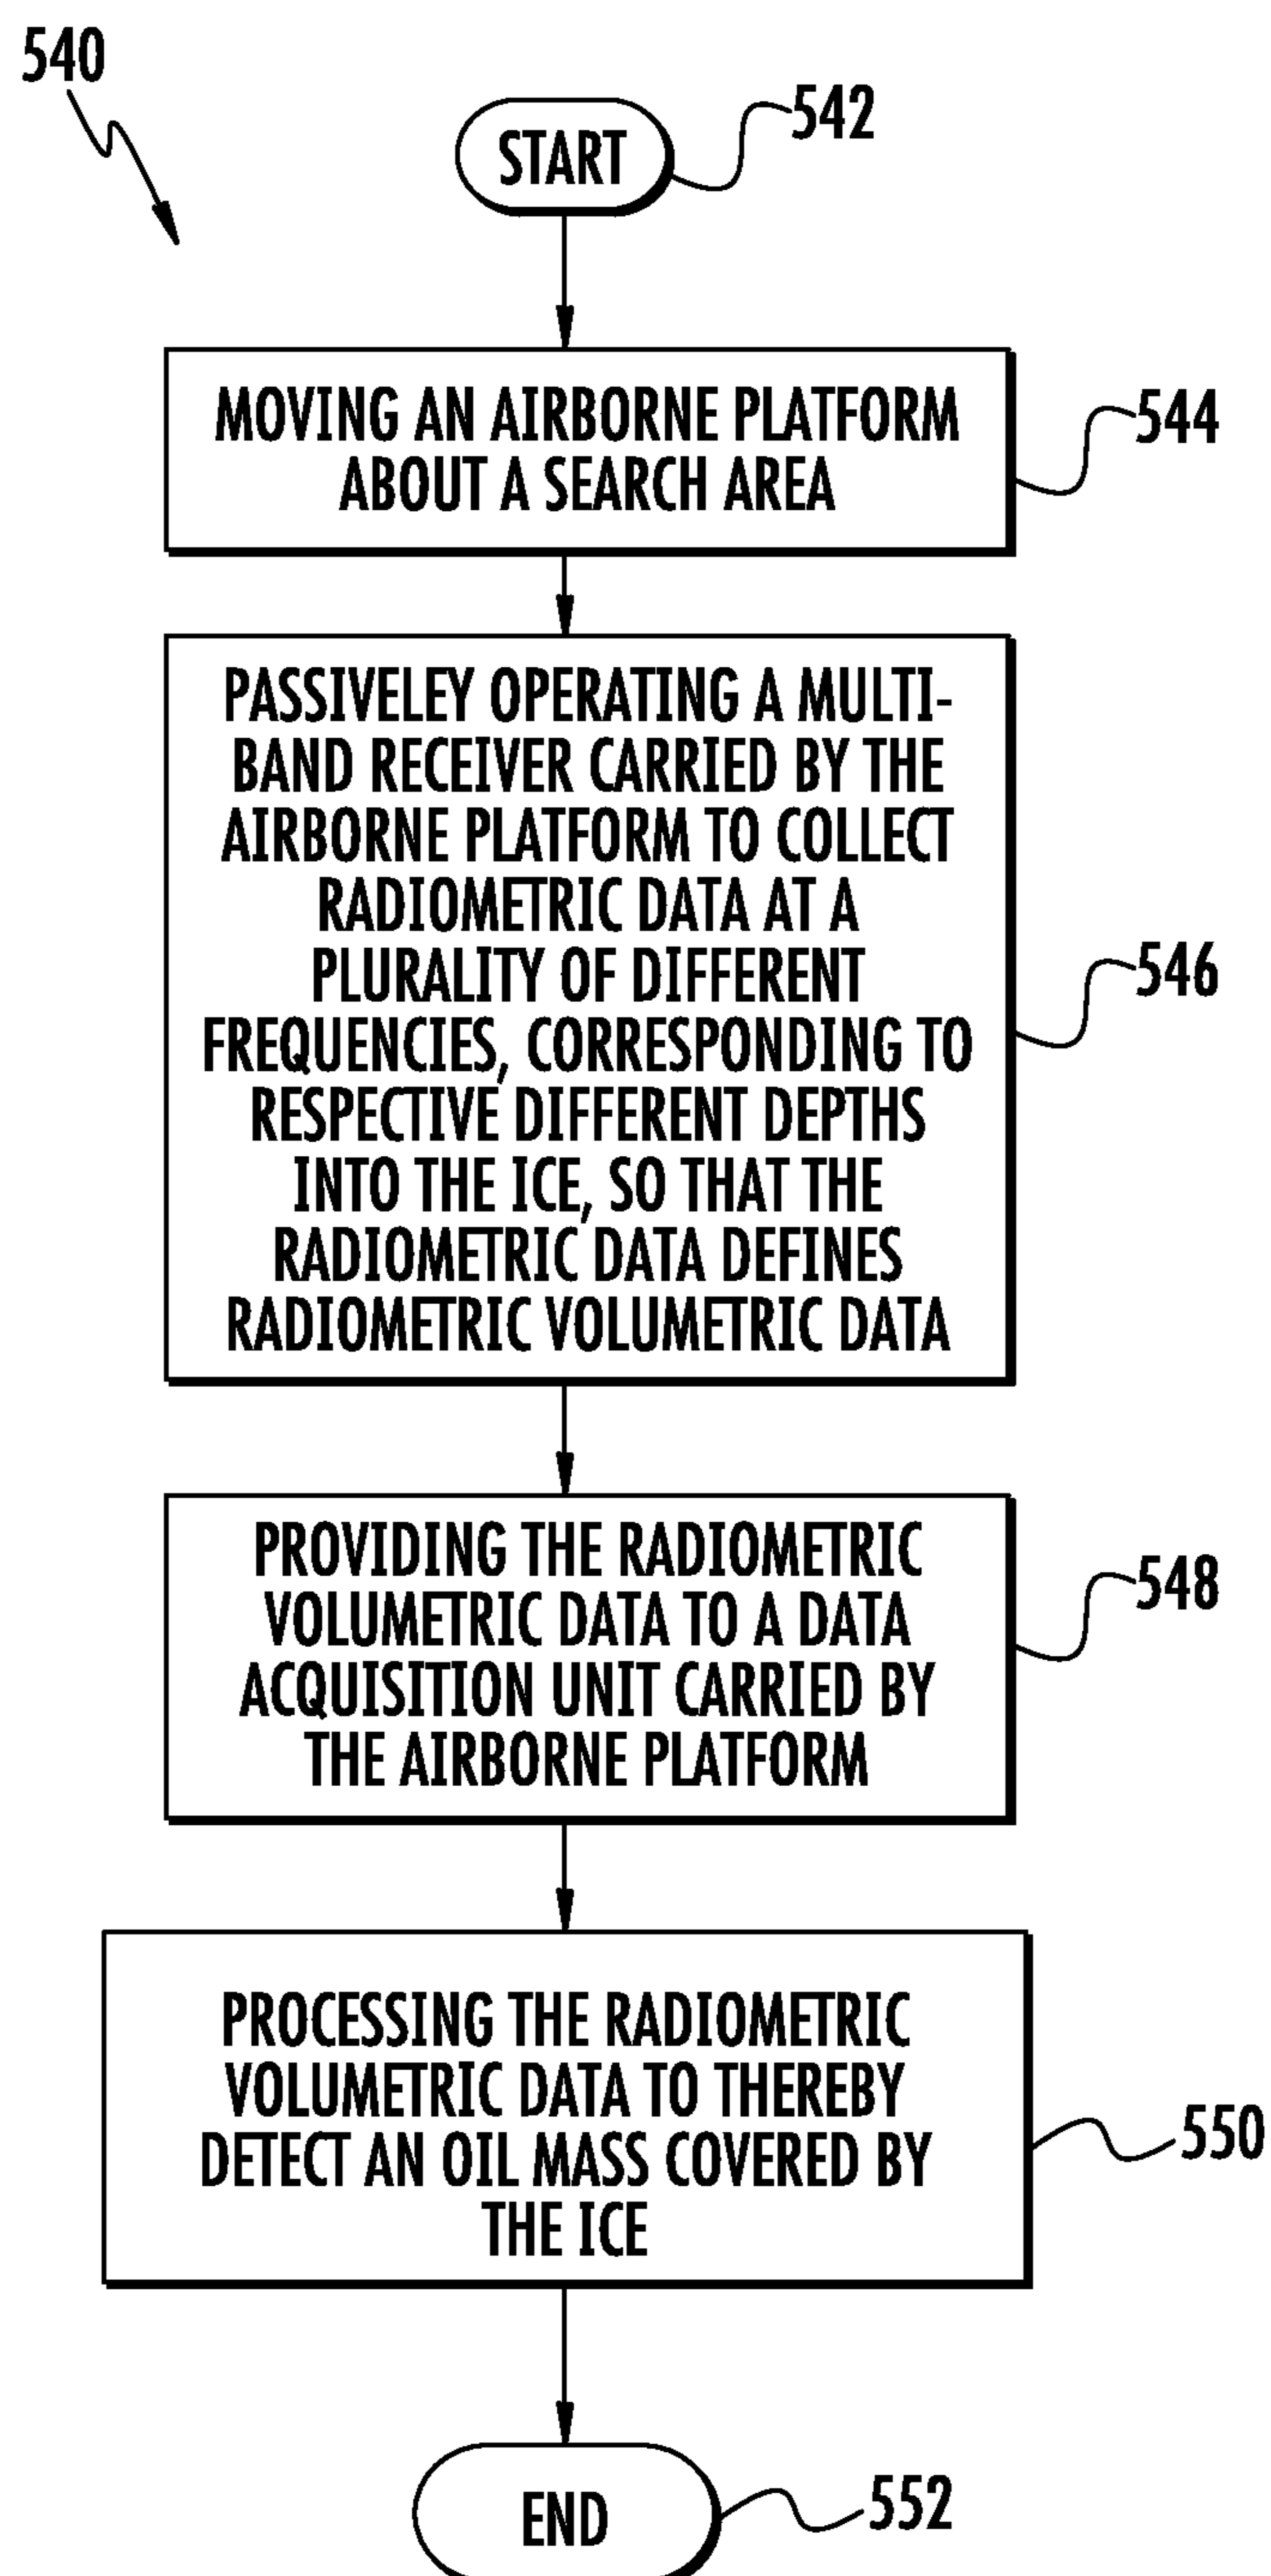 540
START
542
MOVING AN AIRBORNE PLATFORM
ABOUT A SEARCH AREA
544
PASSIVELEY OPERATING A MULTI-
BAND RECEIVER CARRIED BY THE
AIRBORNE PLATFORM TO COLLECT
RADIOMETRIC DATA AT A
PLURALITY OF DIFFERENT
FREQUENCIES, CORRESPONDING TO
RESPECTIVE DIFFERENT DEPTHS
INTO THE ICE, SO THAT THE
RADIOMETRIC DATA DEFINES
RADIOMETRIC VOLUMETRIC DATA
546
PROVIDING THE RADIOMETRIC
VOLUMETRIC DATA TO A DATA
ACQUISITION UNIT CARRIED BY
THE AIRBORNE PLATFORM
548
PROCESSING THE RADIOMETRIC
VOLUMETRIC DATA TO THEREBY
DETECT AN OIL MASS COVERED BY
THE ICE
550
END
552